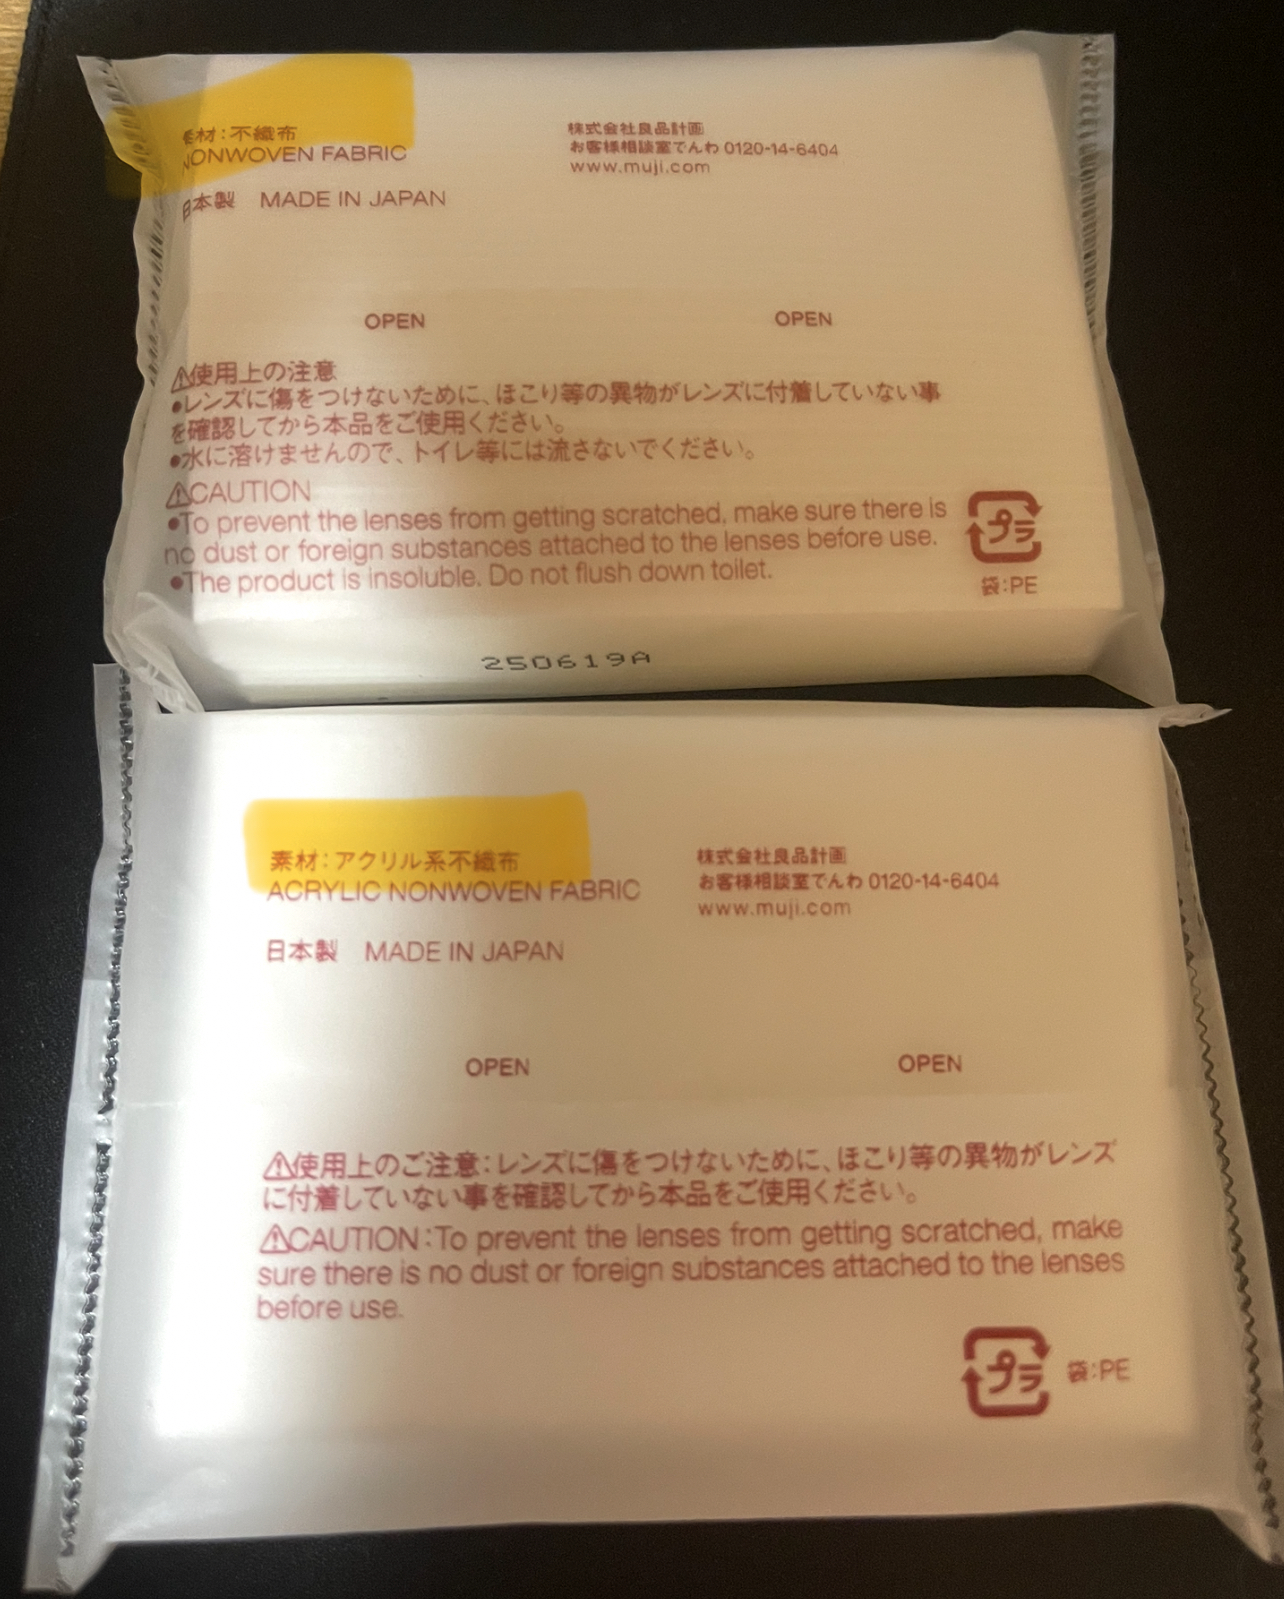 素材：不織布
NONWOVEN FABRIC
日本製 MADE IN JAPAN
株式会社良品計画
お客様相談室でんわ 0120-14-6404
www.muji.com
OPEN
OPEN
⚠使用上の注意
●レンズに傷をつけないために、ほこり等の異物がレンズに付着していない事
を確認してから本品をご使用ください。
●水に溶けませんので、トイレ等には流さないでください。
⚠CAUTION
●To prevent the lenses from getting scratched, make sure there is
no dust or foreign substances attached to the lenses before use.
●The product is insoluble. Do not flush down toilet.
プラ
袋：PE
250619A
素材：アクリル系不織布
ACRYLIC NONWOVEN FABRIC
日本製 MADE IN JAPAN
株式会社良品計画
お客様相談室でんわ 0120-14-6404
www.muji.com
OPEN
OPEN
⚠使用上のご注意：レンズに傷をつけないために、ほこり等の異物がレンズ
に付着していない事を確認してから本品をご使用ください。
⚠CAUTION：To prevent the lenses from getting scratched, make
sure there is no dust or foreign substances attached to the lenses
before use.
プラ
袋：PE